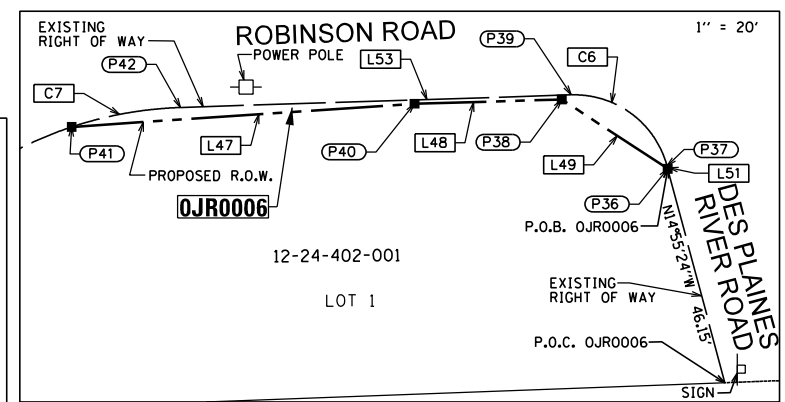 EXISTING
RIGHT OF WAY
ROBINSON ROAD
1" = 20'
P42
POWER POLE
L53
P39
C6
C7
P41
L47
P40
L48
P38
L49
P37
L51
P36
PROPOSED R.O.W.
0JR0006
P.O.B. 0JR0006
12-24-402-001
LOT 1
N14°55'24"W 46.15'
DES PLAINES
RIVER ROAD
EXISTING
RIGHT OF WAY
P.O.C. 0JR0006
SIGN